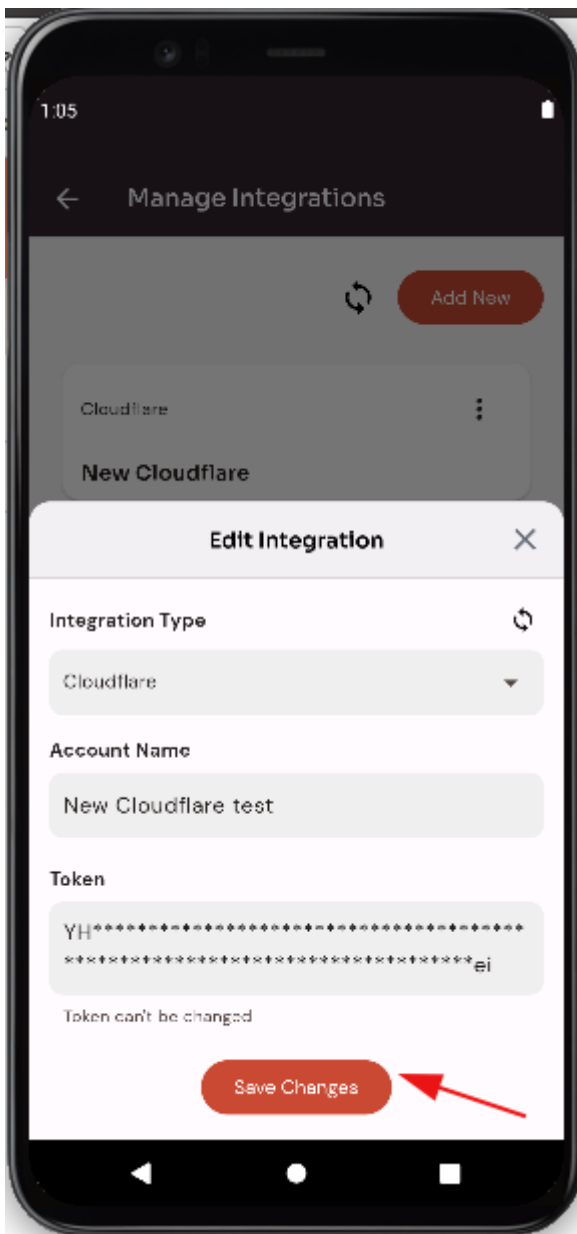 1:05
Manage Integrations
Add New
Cloudflare
New Cloudflare
Edit Integration
Integration Type
Cloudflare
Account Name
New Cloudflare test
Token
YH***************************************
*************************************ei
Token can't be changed
Save Changes